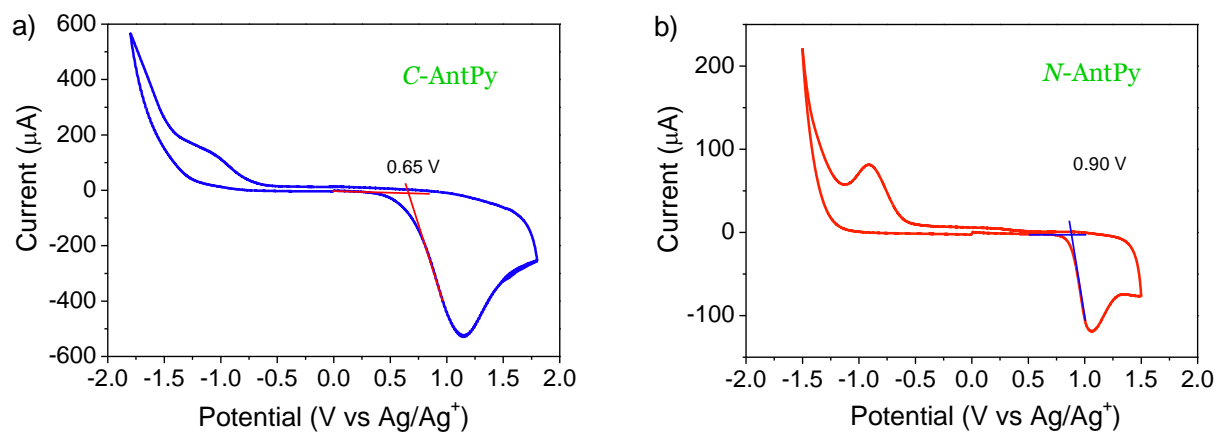 a)
C-AntPy
0.65 V
Current (μA)
600
400
200
0
-200
-400
-600
-2.0 -1.5 -1.0 -0.5 0.0 0.5 1.0 1.5 2.0
Potential (V vs Ag/Ag⁺)
b)
N-AntPy
0.90 V
Current (μA)
200
100
0
-100
-2.0 -1.5 -1.0 -0.5 0.0 0.5 1.0 1.5 2.0
Potential (V vs Ag/Ag⁺)